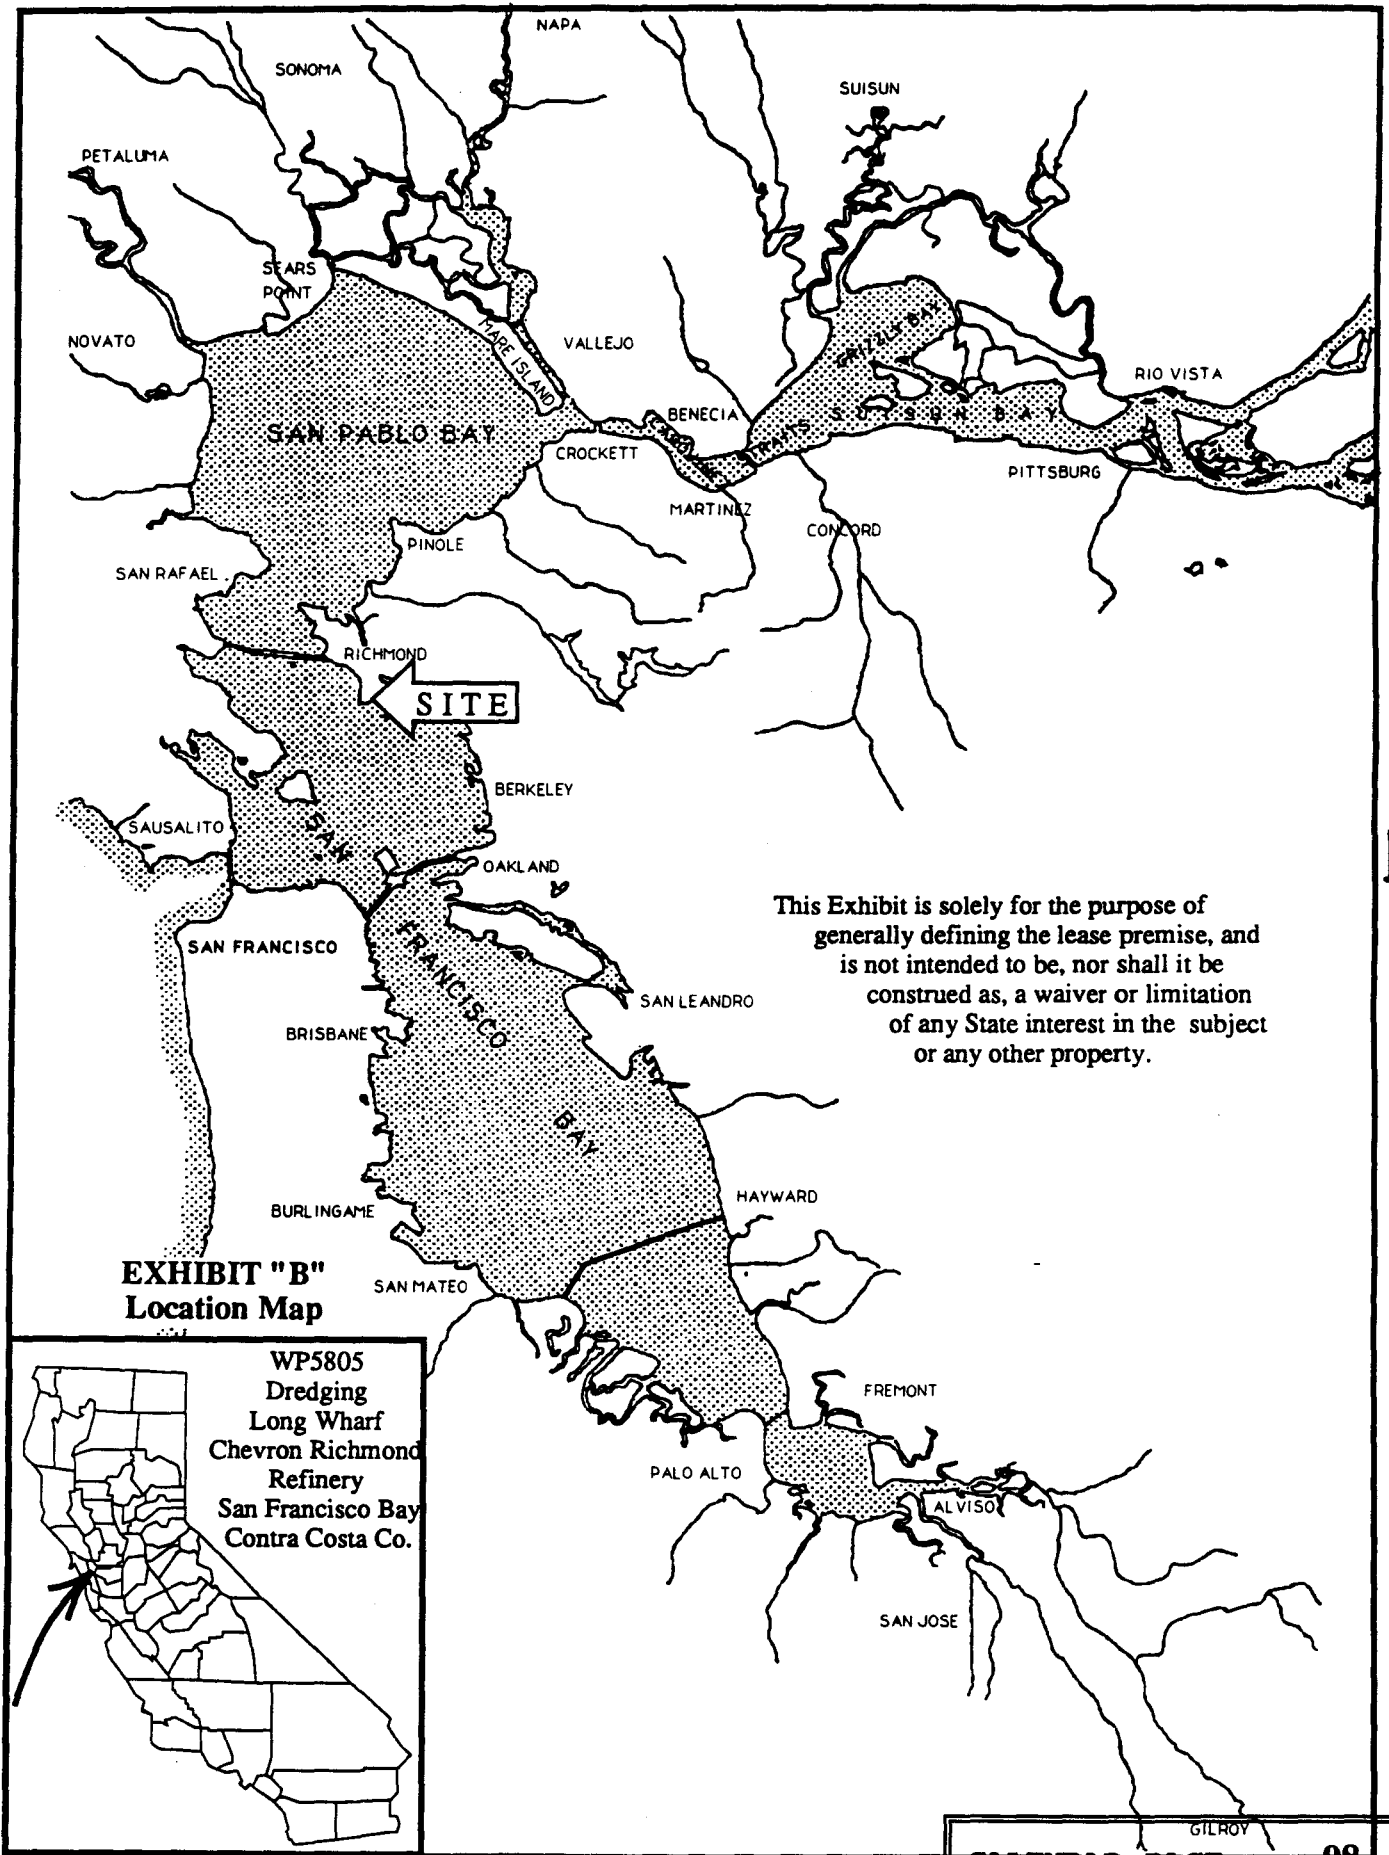 NAPA
SONOMA
SUISUN
PETALUMA
SEARS
POINT
NOVATO
MARE ISLAND
VALLEJO
GRIZZLY BAY
RIO VISTA
BENECIA
SUISUN BAY
STRAITS
SAN PABLO BAY
CROCKETT
PITTSBURG
MARTINEZ
CONCORD
PINOLE
SAN RAFAEL
RICHMOND
SITE
BERKELEY
SAUSALITO
OAKLAND
SAN FRANCISCO BAY
This Exhibit is solely for the purpose of
generally defining the lease premise, and
is not intended to be, nor shall it be
construed as, a waiver or limitation
of any State interest in the subject
or any other property.
SAN FRANCISCO
SAN LEANDRO
BRISBANE
HAYWARD
BURLINGAME
EXHIBIT "B"
Location Map
SAN MATEO
WP5805
Dredging
Long Wharf
Chevron Richmond
Refinery
San Francisco Bay
Contra Costa Co.
FREMONT
PALO ALTO
ALVISO
SAN JOSE
GILROY